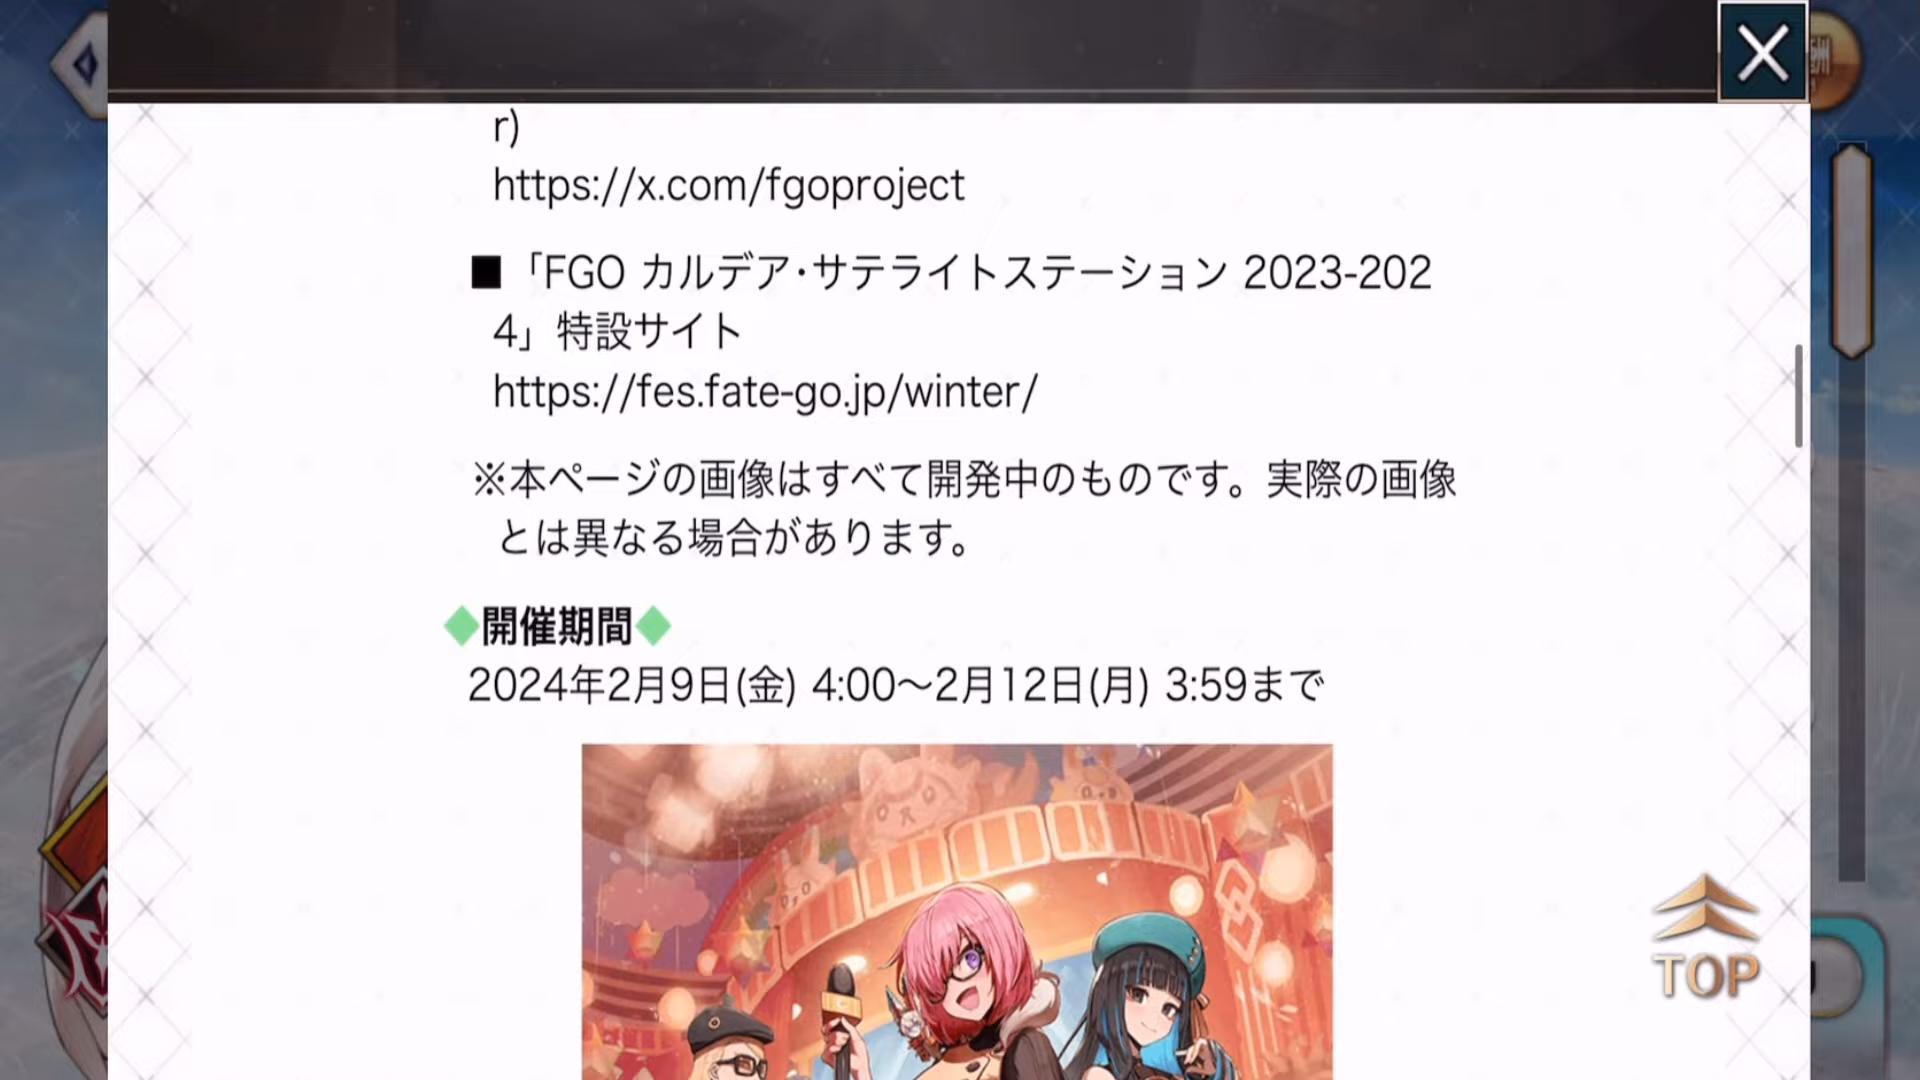 r)
https://x.com/fgoproject
■「FGO カルデア・サテライトステーション 2023-202
4」特設サイト
https://fes.fate-go.jp/winter/
※本ページの画像はすべて開発中のものです。実際の画像
とは異なる場合があります。
◆開催期間◆
2024年2月9日(金) 4:00～2月12日(月) 3:59まで
TOP